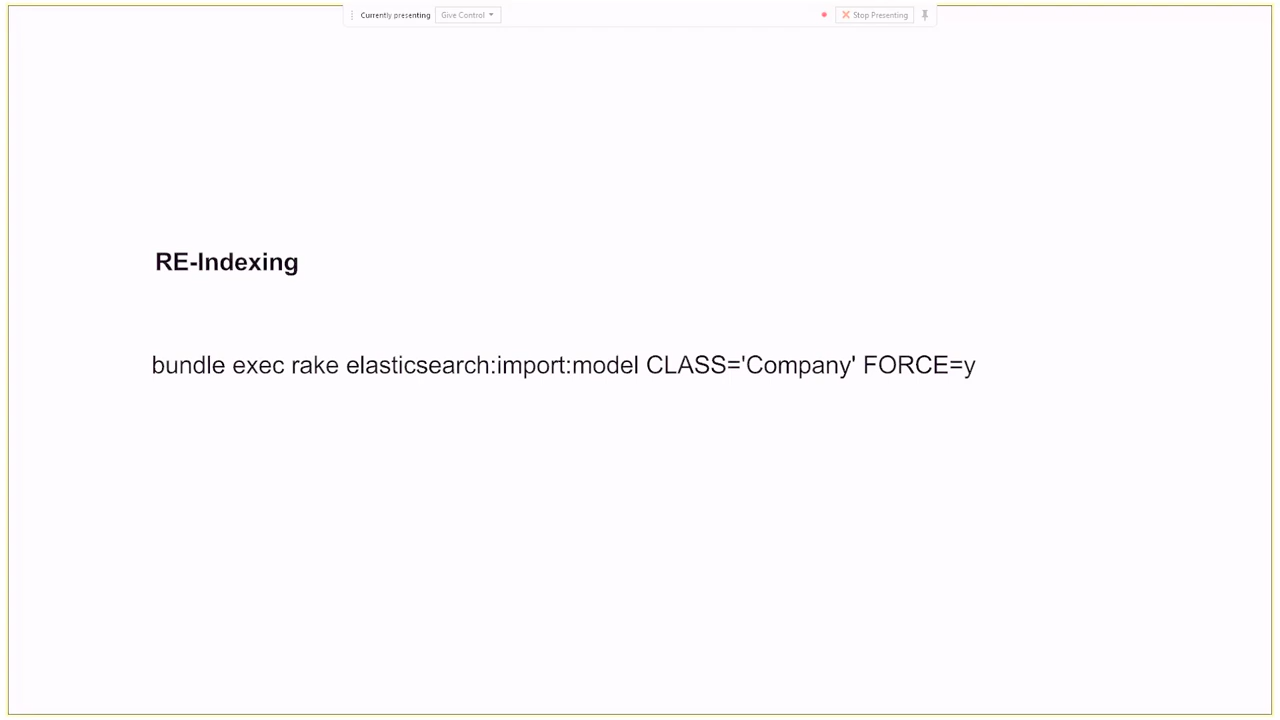 Currently presenting Give Control Stop Presenting
RE-Indexing
bundle exec rake elasticsearch:import:model CLASS='Company' FORCE=y